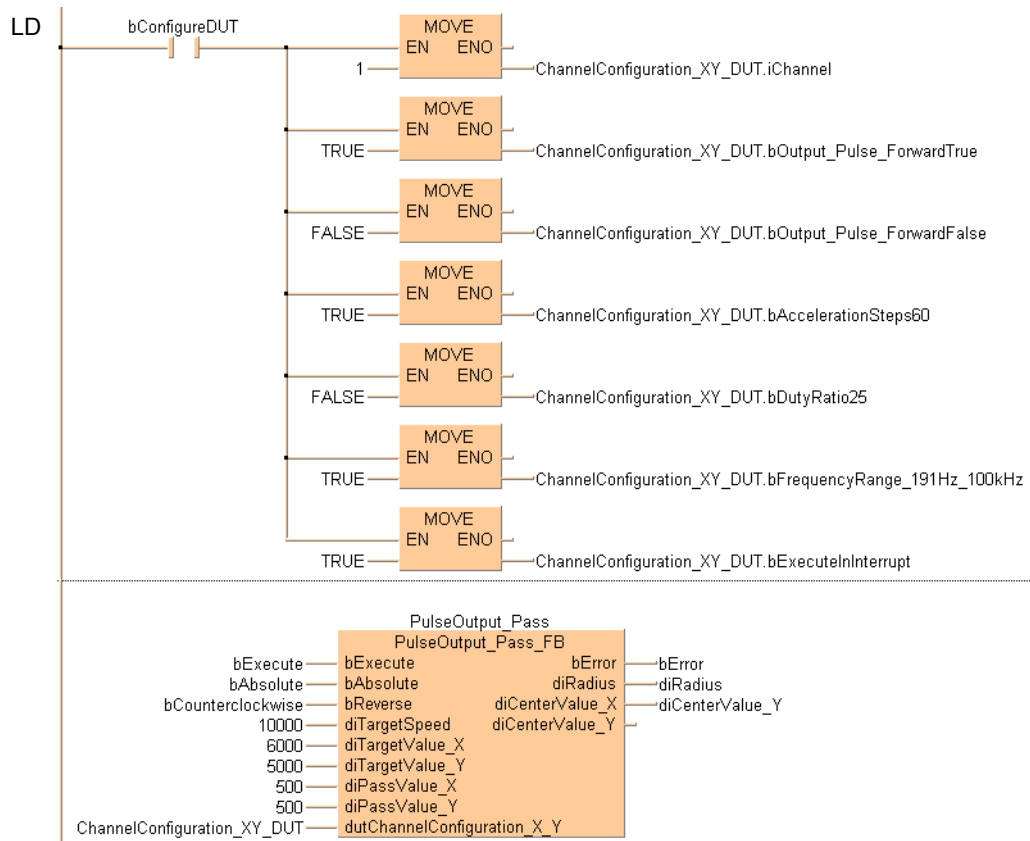 LD
bConfigureDUT
MOVE
EN ENO
1 ChannelConfiguration_XY_DUT.iChannel
MOVE
EN ENO
TRUE ChannelConfiguration_XY_DUT.bOutput_Pulse_ForwardTrue
MOVE
EN ENO
FALSE ChannelConfiguration_XY_DUT.bOutput_Pulse_ForwardFalse
MOVE
EN ENO
TRUE ChannelConfiguration_XY_DUT.bAccelerationSteps60
MOVE
EN ENO
FALSE ChannelConfiguration_XY_DUT.bDutyRatio25
MOVE
EN ENO
TRUE ChannelConfiguration_XY_DUT.bFrequencyRange_191Hz_100kHz
MOVE
EN ENO
TRUE ChannelConfiguration_XY_DUT.bExecuteInInterrupt
PulseOutput_Pass
PulseOutput_Pass_FB
bExecute bExecute bError bError
bAbsolute bAbsolute diRadius diRadius
bCounterclockwise bReverse diCenterValue_X diCenterValue_Y
10000 diTargetSpeed diCenterValue_Y
6000 diTargetValue_X
5000 diTargetValue_Y
500 diPassValue_X
500 diPassValue_Y
ChannelConfiguration_XY_DUT dutChannelConfiguration_X_Y